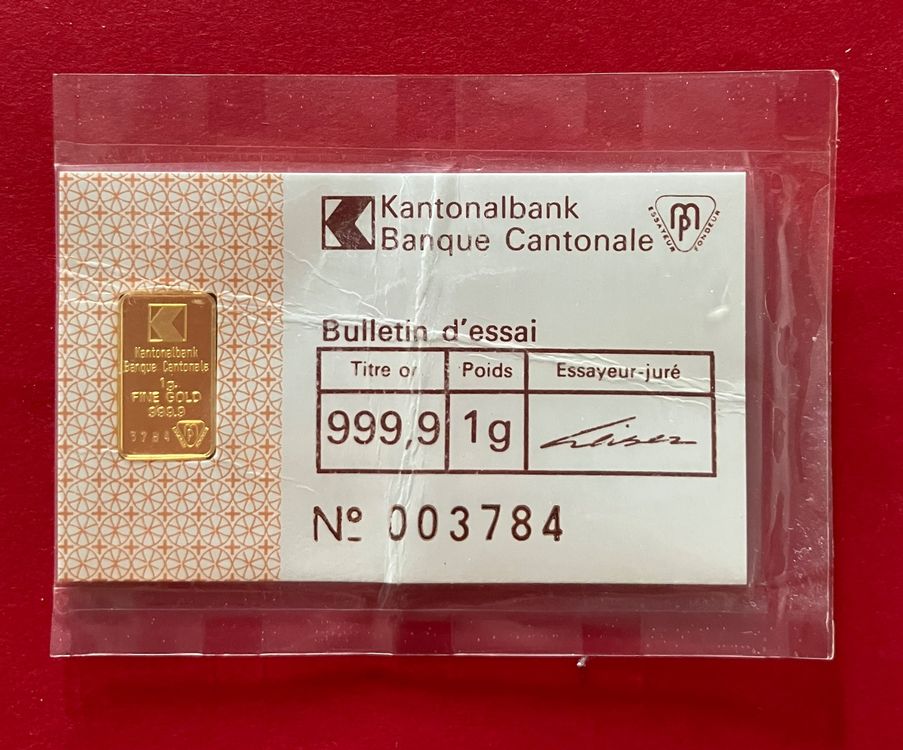 Kantonalbank
Banque Cantonale
ESSAYEUR FONDEUR
Bulletin d'essai
Titre or Poids Essayeur-juré
999,9 1g
Nº 003784
Kantonalbank
Banque Cantonale
1g.
FINE GOLD
999.9
3784